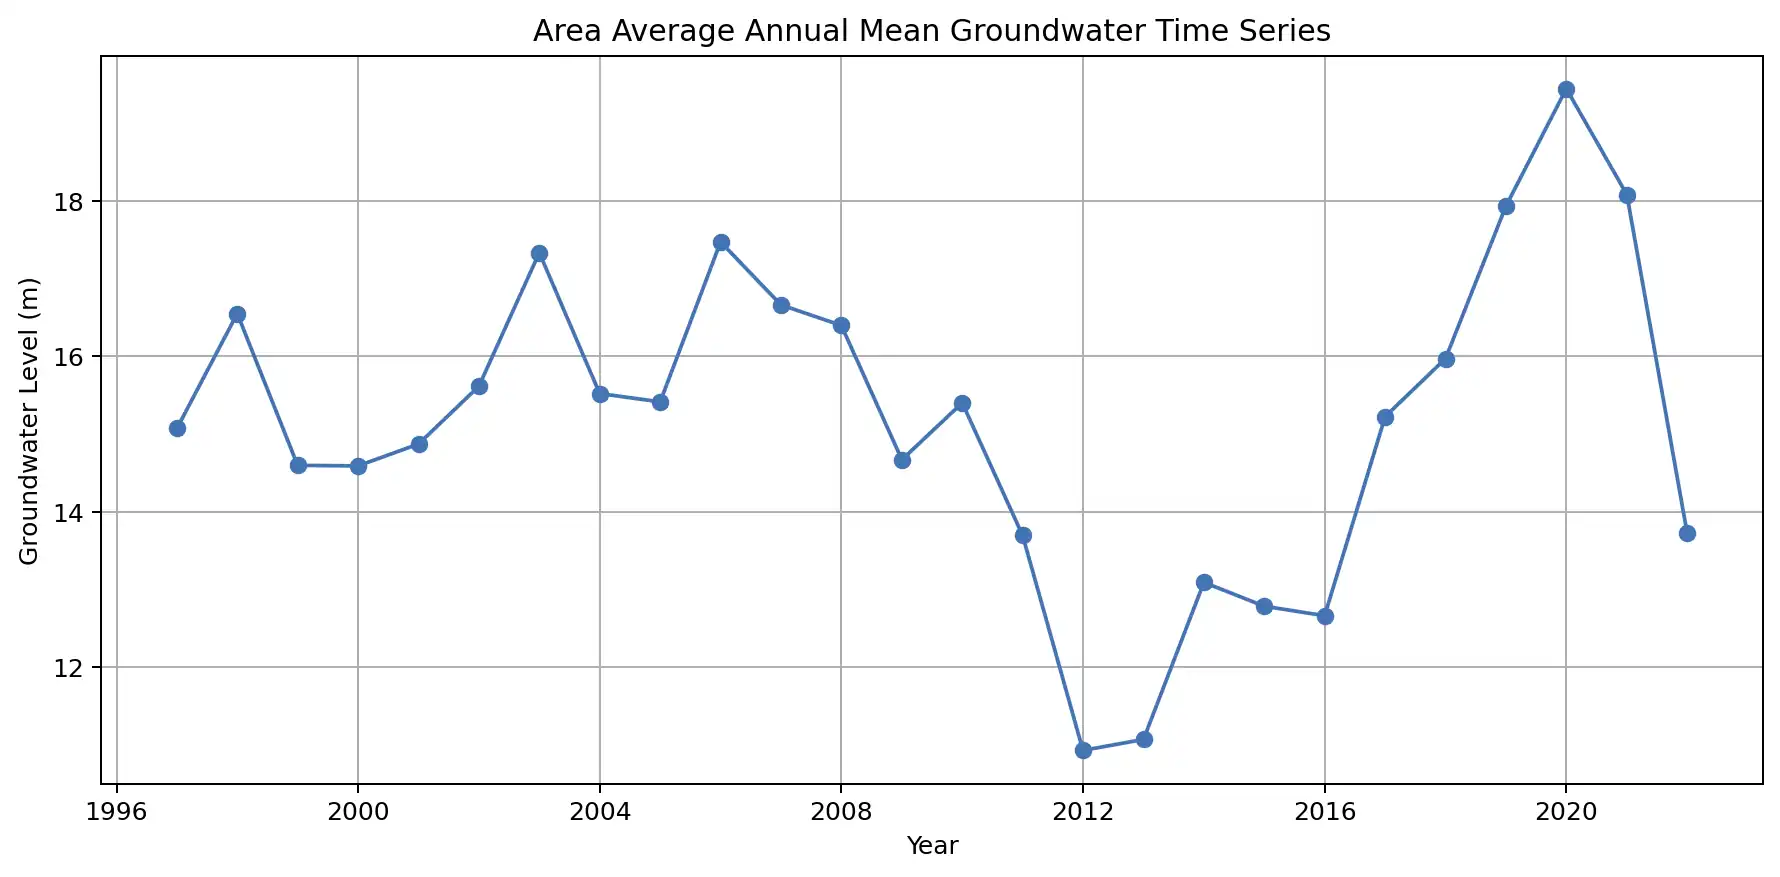 Area Average Annual Mean Groundwater Time Series
Groundwater Level (m)
18
16
14
12
1996 2000 2004 2008 2012 2016 2020
Year